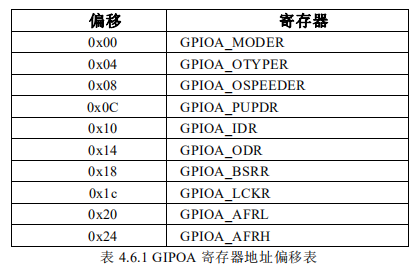 偏移 寄存器
0x00 GPIOA_MODER
0x04 GPIOA_OTYPER
0x08 GPIOA_OSPEEDER
0x0C GPIOA_PUPDR
0x10 GPIOA_IDR
0x14 GPIOA_ODR
0x18 GPIOA_BSRR
0x1c GPIOA_LCKR
0x20 GPIOA_AFRL
0x24 GPIOA_AFRH
表 4.6.1 GIPOA 寄存器地址偏移表